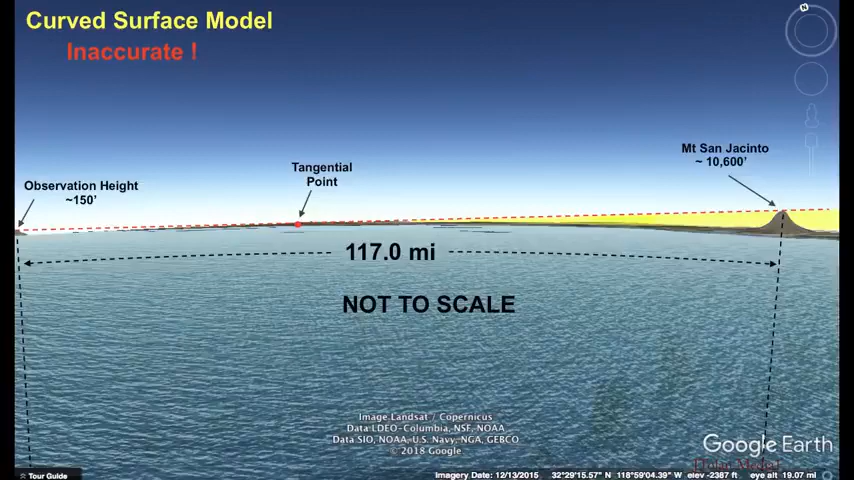 Curved Surface Model
Inaccurate !
N
Mt San Jacinto
~ 10,600'
Tangential
Point
Observation Height
~150'
117.0 mi
NOT TO SCALE
Image Landsat / Copernicus
Data LDEO-Columbia, NSF, NOAA
Data SIO, NOAA, U.S. Navy, NGA, GEBCO
© 2018 Google
Google Earth
Tour Guide
Imagery Date: 12/13/2015 32°29'15.57" N 118°59'04.39" W elev -2387 ft eye alt 19.07 mi